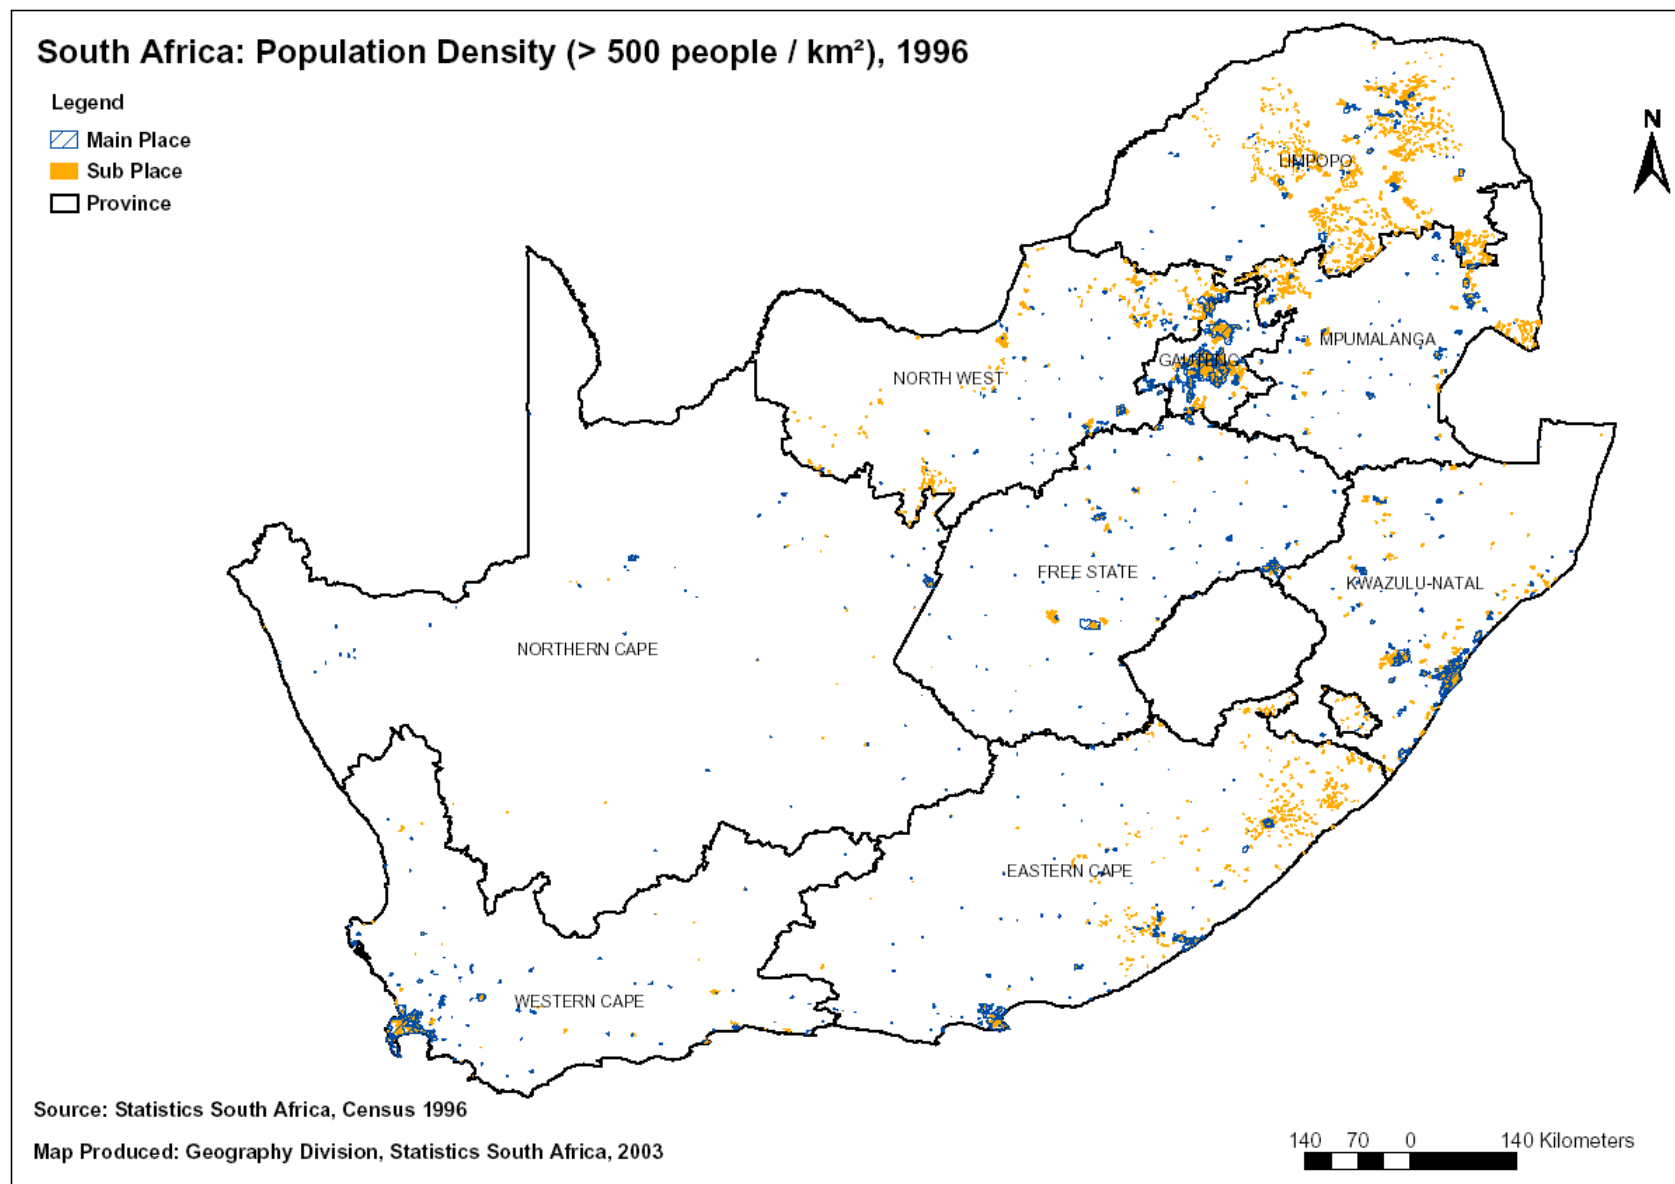 South Africa: Population Density (> 500 people / km²), 1996
Legend
Main Place
Sub Place
Province
N
LIMPOPO
MPUMALANGA
GAUTENG
NORTH WEST
FREE STATE
KWAZULU-NATAL
NORTHERN CAPE
EASTERN CAPE
WESTERN CAPE
Source: Statistics South Africa, Census 1996
Map Produced: Geography Division, Statistics South Africa, 2003
140 70 0 140 Kilometers